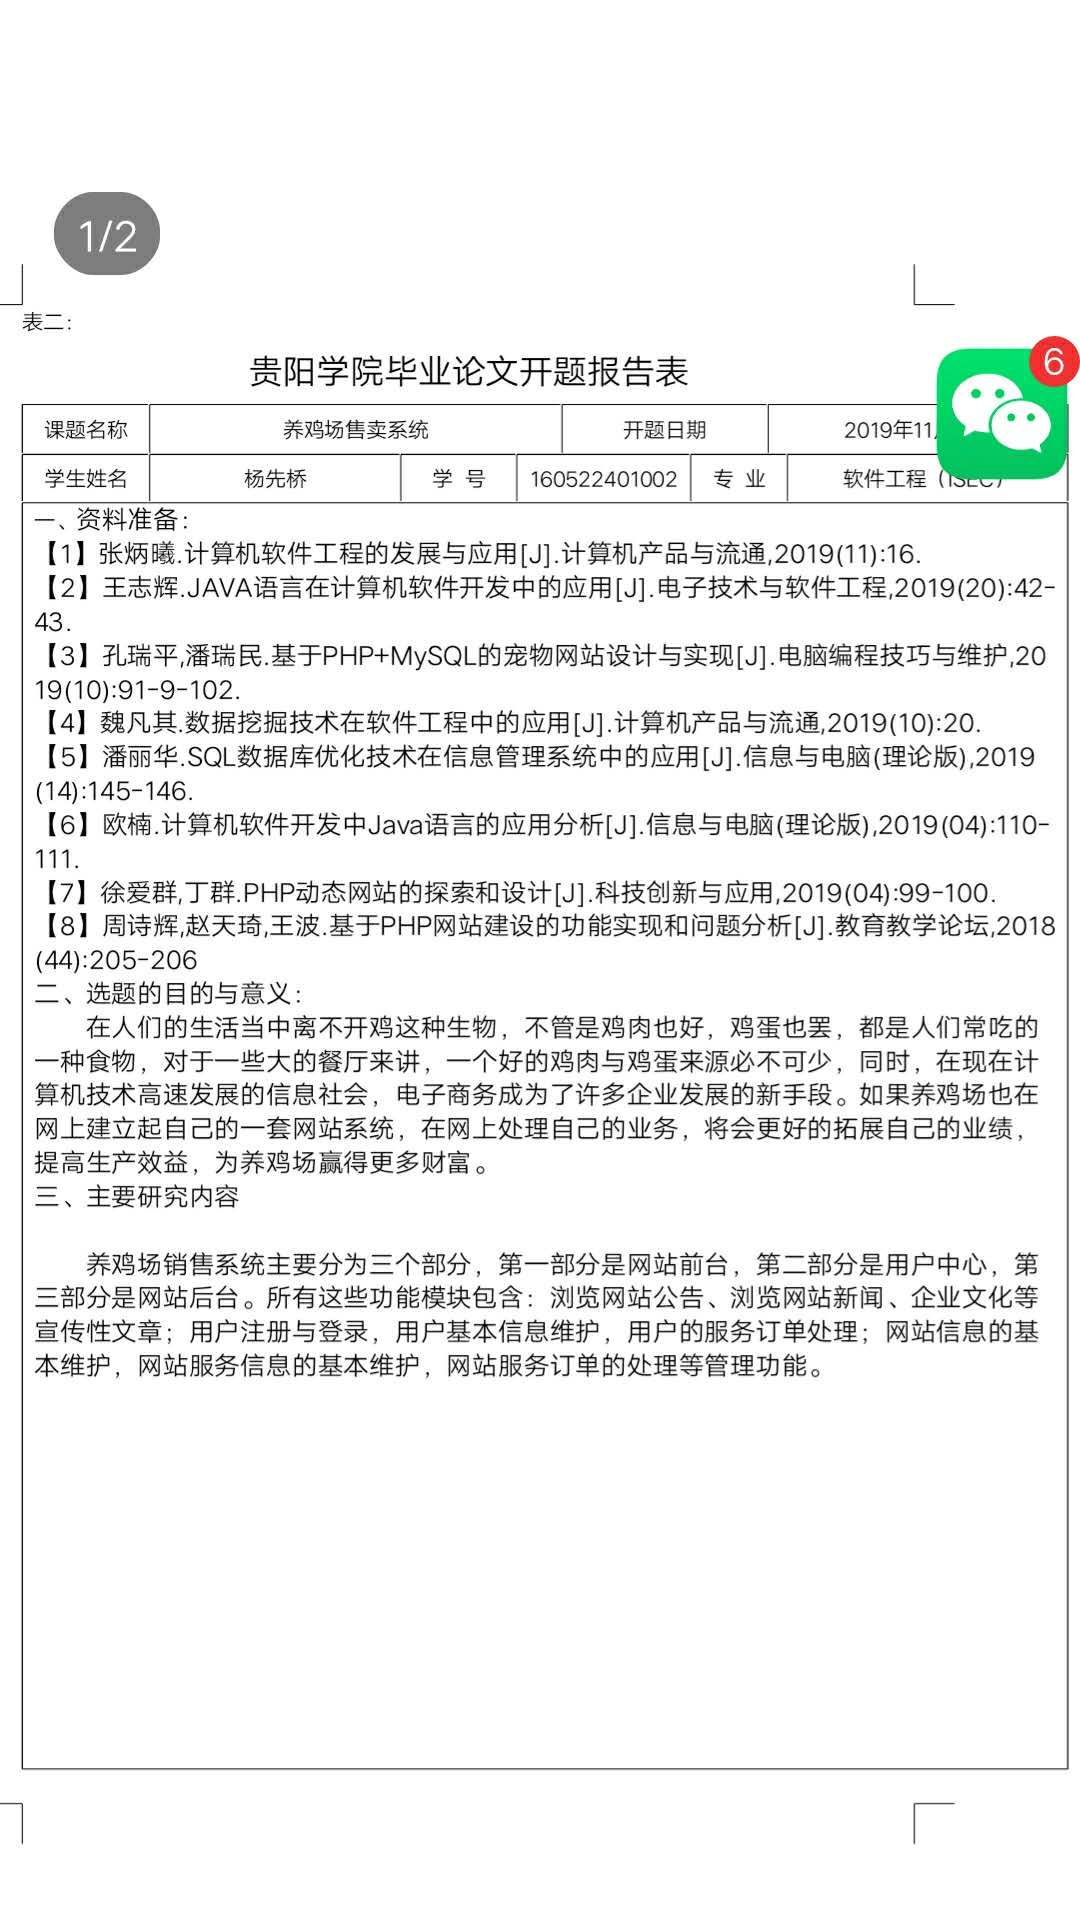 1/2
6
表二：
贵阳学院毕业论文开题报告表
课题名称 养鸡场售卖系统 开题日期 2019年11
学生姓名 杨先桥 学 号 160522401002 专 业 软件工程（ISEC）
一、资料准备：
【1】张炳曦.计算机软件工程的发展与应用[J].计算机产品与流通,2019(11):16.
【2】王志辉.JAVA语言在计算机软件开发中的应用[J].电子技术与软件工程,2019(20):42-
43.
【3】孔瑞平,潘瑞民.基于PHP+MySQL的宠物网站设计与实现[J].电脑编程技巧与维护,20
19(10):91-9-102.
【4】魏凡其.数据挖掘技术在软件工程中的应用[J].计算机产品与流通,2019(10):20.
【5】潘丽华.SQL数据库优化技术在信息管理系统中的应用[J].信息与电脑(理论版),2019
(14):145-146.
【6】欧楠.计算机软件开发中Java语言的应用分析[J].信息与电脑(理论版),2019(04):110-
111.
【7】徐爱群,丁群.PHP动态网站的探索和设计[J].科技创新与应用,2019(04):99-100.
【8】周诗辉,赵天琦,王波.基于PHP网站建设的功能实现和问题分析[J].教育教学论坛,2018
(44):205-206
二、选题的目的与意义：
在人们的生活当中离不开鸡这种生物，不管是鸡肉也好，鸡蛋也罢，都是人们常吃的
一种食物，对于一些大的餐厅来讲，一个好的鸡肉与鸡蛋来源必不可少，同时，在现在计
算机技术高速发展的信息社会，电子商务成为了许多企业发展的新手段。如果养鸡场也在
网上建立起自己的一套网站系统，在网上处理自己的业务，将会更好的拓展自己的业绩，
提高生产效益，为养鸡场赢得更多财富。
三、主要研究内容
养鸡场销售系统主要分为三个部分，第一部分是网站前台，第二部分是用户中心，第
三部分是网站后台。所有这些功能模块包含：浏览网站公告、浏览网站新闻、企业文化等
宣传性文章；用户注册与登录，用户基本信息维护，用户的服务订单处理；网站信息的基
本维护，网站服务信息的基本维护，网站服务订单的处理等管理功能。